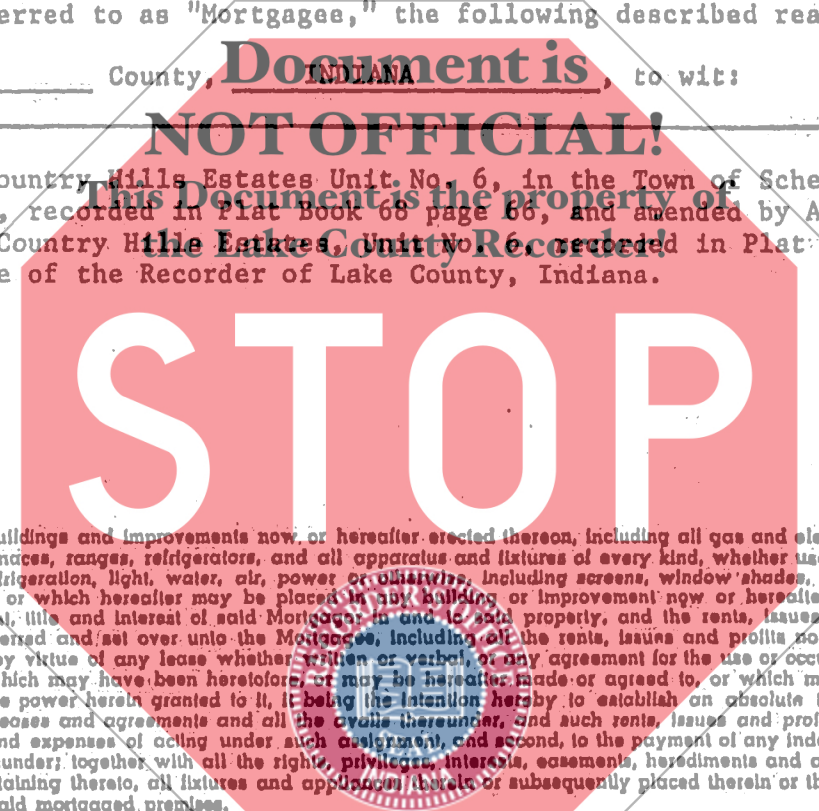 erred to as "Mortgagee," the following described rea
County, INDIANA, to wit:
Document is
NOT OFFICIAL!
This Document is the property of
the Lake County Recorder!
ountry Hills Estates Unit No. 6, in the Town of Sche
, recorded in Plat Book 68 page 66, and amended by A
Country Hills Estates, Unit No. 6, recorded in Plat
e of the Recorder of Lake County, Indiana.
STOP
uildings and improvements now or hereafter erected thereon, including all gas and ele
naces, ranges, refrigerators, and all apparatus and fixtures of every kind, whether us
frigeration, light, water, air, power or otherwise, including screens, window shades,
or which hereafter may be placed in any building or improvement now or hereafte
t, title and interest of said Mortgagor in and to said property, and the rents, issues
erred and set over unto the Mortgagee, including all the rents, issues and profits no
by virtue of any lease whether written or verbal, or any agreement for the use or occu
hich may have been heretofore, or may be hereafter made or agreed to, or which m
e power herein granted to it, it being the intention hereby to establish an absolute t
eases and agreements and all the avails thereunder, and such rents, issues and prof
nd expenses of acting under such assignment, and second, to the payment of any inde
under; together with all the rights, privileges, interests, easements, herediments and a
taining thereto, all fixtures and appliances therein or subsequently placed therein or th
aid mortgaged premises.
RECORDER'S OFFICE
INDIANA